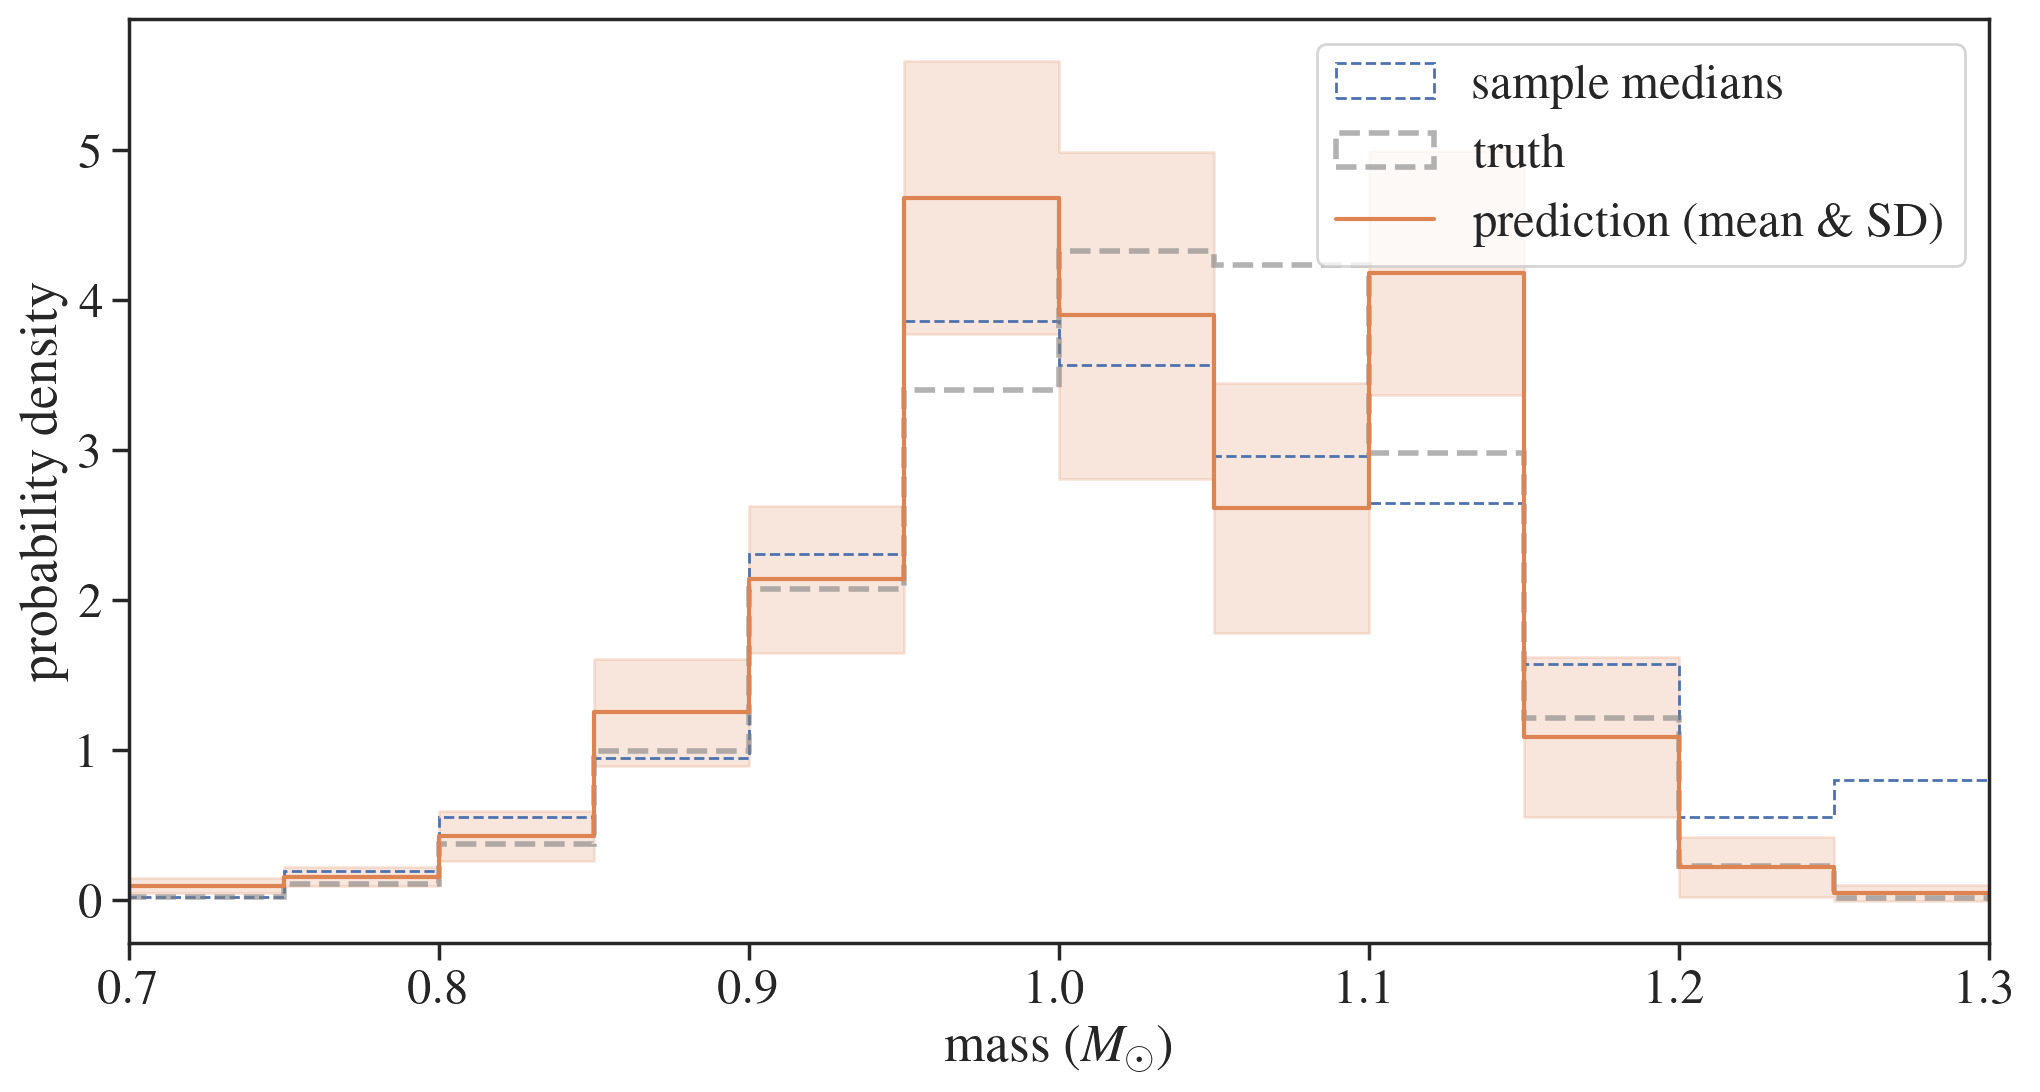 sample medians
truth
prediction (mean & SD)
probability density
5
4
3
2
1
0
0.7 0.8 0.9 1.0 1.1 1.2 1.3
mass (M⊙)